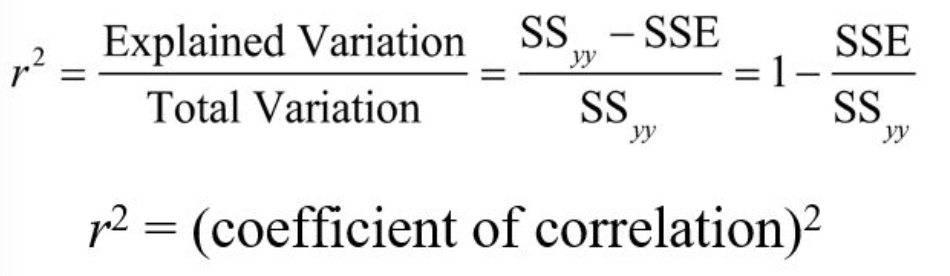 r² = Explained Variation / Total Variation = SS_yy – SSE / SS_yy = 1 – SSE / SS_yy
r² = (coefficient of correlation)²